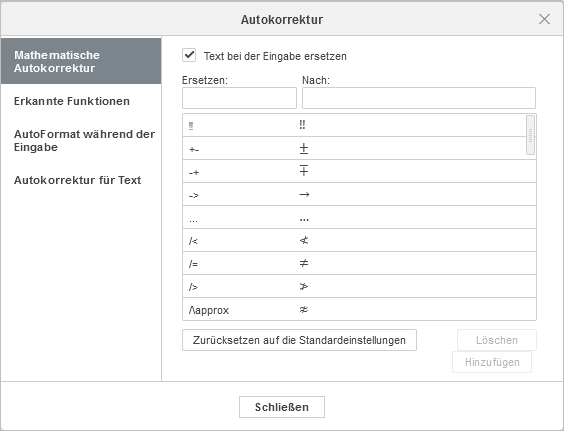 Autokorrektur
Mathematische
Autokorrektur
Erkannte Funktionen
AutoFormat während der
Eingabe
Autokorrektur für Text
Text bei der Eingabe ersetzen
Ersetzen: Nach:
!! ‼
+- ±
-+ ∓
-> →
... …
/< ≮
/= ≠
/> ≯
/\approx ≉
Zurücksetzen auf die Standardeinstellungen Löschen
Hinzufügen
Schließen